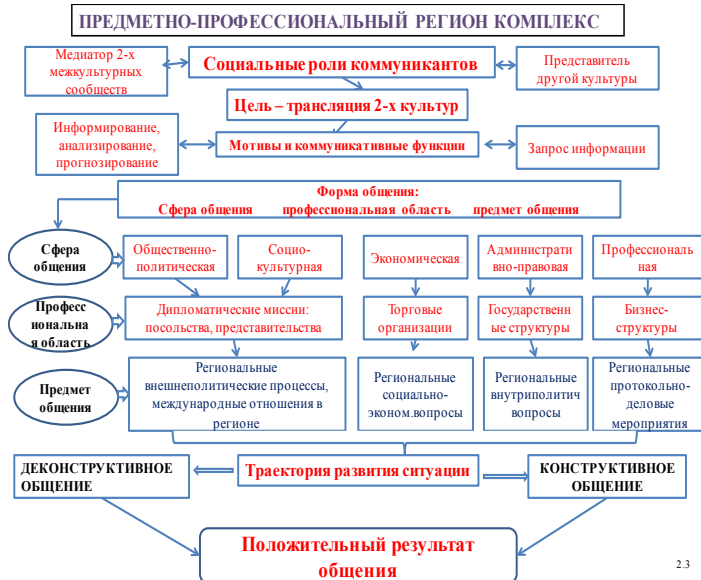 ПРЕДМЕТНО-ПРОФЕССИОНАЛЬНЫЙ РЕГИОН КОМПЛЕКС
Медиатор 2-х
межкультурных
сообществ
Социальные роли коммуникантов
Представитель
другой культуры
Цель – трансляция 2-х культур
Информирование,
анализирование,
прогнозирование
Мотивы и коммуникативные функции
Запрос информации
Форма общения:
Сфера общения профессиональная область предмет общения
Сфера
общения
Общественно-
политическая
Социо-
культурная
Экономическая
Административ
но-правовая
Профессиональ
ная
Професс
иональна
я область
Дипломатические миссии:
посольства, представительства
Торговые
организации
Государственн
ые структуры
Бизнес-
структуры
Предмет
общения
Региональные
внешнеполитические процессы,
международные отношения в
регионе
Региональные
социально-
эконом.вопросы
Региональные
внутриполитич
вопросы
Региональные
протокольно-
деловые
мероприятия
ДЕКОНСТРУКТИВНОЕ
ОБЩЕНИЕ
Траектория развития ситуации
КОНСТРУКТИВНОЕ
ОБЩЕНИЕ
Положительный результат
общения
2.3